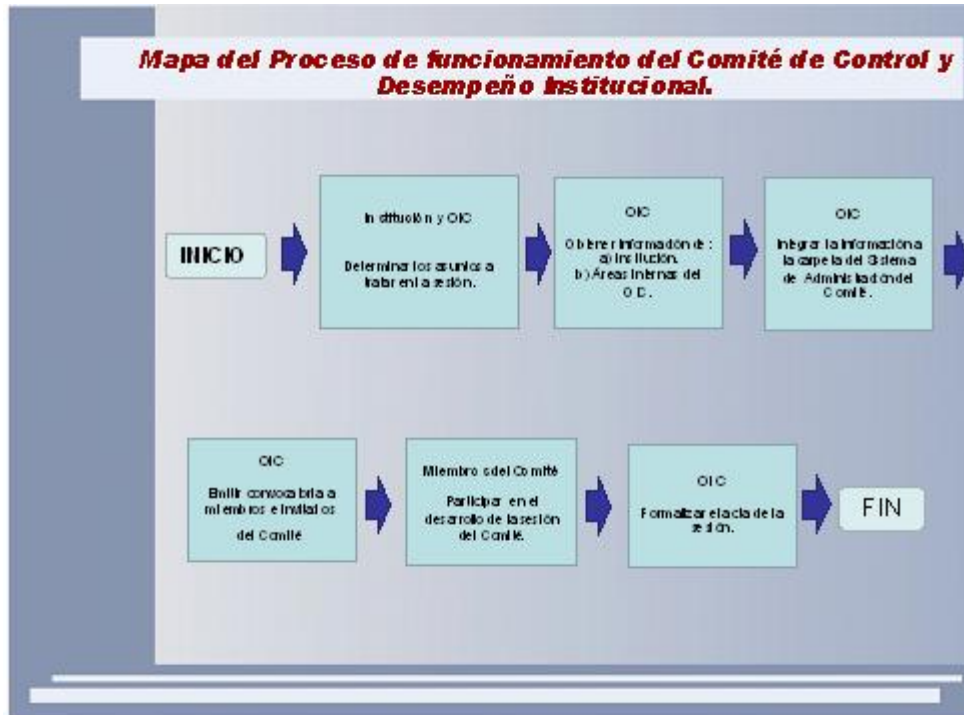 Mapa del Proceso de funcionamiento del Comité de Control y
Desempeño Institucional.
INICIO
Institución y OIC
Determinar los asuntos a
tratar en la sesión.
OIC
Obtener información de:
a) Institución.
b) Áreas internas del
OIC.
OIC
Integrar la información a
la carpeta del Sistema
de Administración del
Comité.
OIC
Emitir convocatoria a
miembros e invitados
del Comité
Miembros del Comité
Participar en el
desarrollo de la sesión
del Comité.
OIC
Formalizar el acta de la
sesión.
FIN